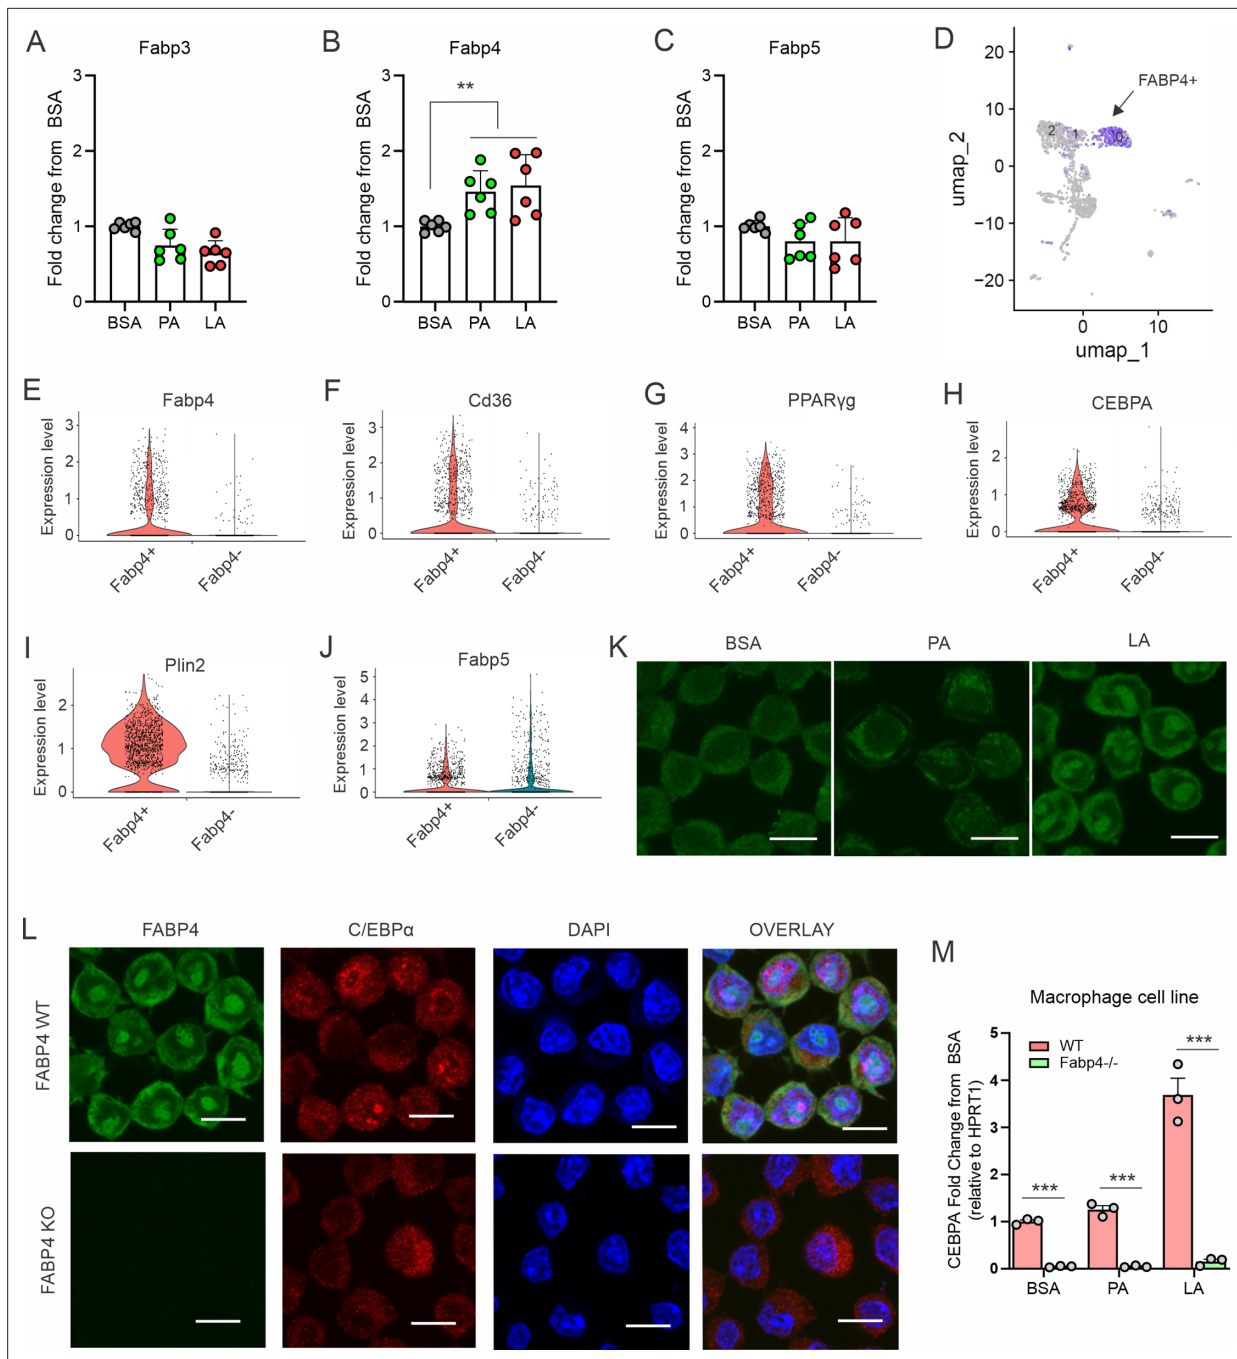 A
Fabp3
Fold change from BSA
3
2
1
0
BSA PA LA
B
Fabp4
Fold change from BSA
3
2
1
0
**
BSA PA LA
C
Fabp5
Fold change from BSA
3
2
1
0
BSA PA LA
D
umap_2
20
10
0
−10
−20
FABP4+
2 1 0
0 10
umap_1
E
Fabp4
Expression level
3
2
1
0
Fabp4+ Fabp4-
F
Cd36
Expression level
3
2
1
0
Fabp4+ Fabp4-
G
PPARγg
Expression level
4
3
2
1
0
Fabp4+ Fabp4-
H
CEBPA
Expression level
2
1
0
Fabp4+ Fabp4-
I
Plin2
Expression level
2
1
0
Fabp4+ Fabp4-
J
Fabp5
Expression level
5
4
3
2
1
0
Fabp4+ Fabp4-
K
BSA PA LA
L
FABP4 C/EBPα DAPI OVERLAY
FABP4 WT
FABP4 KO
M
Macrophage cell line
CEBPA Fold Change from BSA
(relative to HPRT1)
5
4
3
2
1
0
WT
Fabp4-/-
***
***
***
BSA PA LA